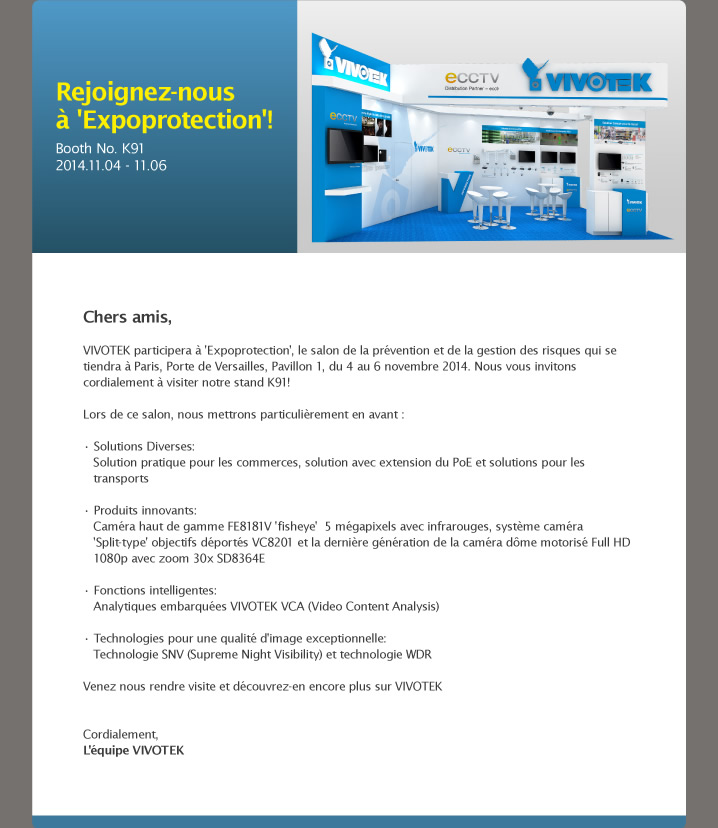 Rejoignez-nous
à 'Expoprotection'!
Booth No. K91
2014.11.04 - 11.06
VIVOTEK
eCCTV
Distribution Partner – esch
VIVOTEK
eCCTV
VIVOTEK
eCCTV
Chers amis,
VIVOTEK participera à 'Expoprotection', le salon de la prévention et de la gestion des risques qui se
tiendra à Paris, Porte de Versailles, Pavillon 1, du 4 au 6 novembre 2014. Nous vous invitons
cordialement à visiter notre stand K91!
Lors de ce salon, nous mettrons particulièrement en avant :
· Solutions Diverses:
Solution pratique pour les commerces, solution avec extension du PoE et solutions pour les
transports
· Produits innovants:
Caméra haut de gamme FE8181V 'fisheye' 5 mégapixels avec infrarouges, système caméra
'Split-type' objectifs déportés VC8201 et la dernière génération de la caméra dôme motorisé Full HD
1080p avec zoom 30x SD8364E
· Fonctions intelligentes:
Analytiques embarquées VIVOTEK VCA (Video Content Analysis)
· Technologies pour une qualité d'image exceptionnelle:
Technologie SNV (Supreme Night Visibility) et technologie WDR
Venez nous rendre visite et découvrez-en encore plus sur VIVOTEK
Cordialement,
L'équipe VIVOTEK